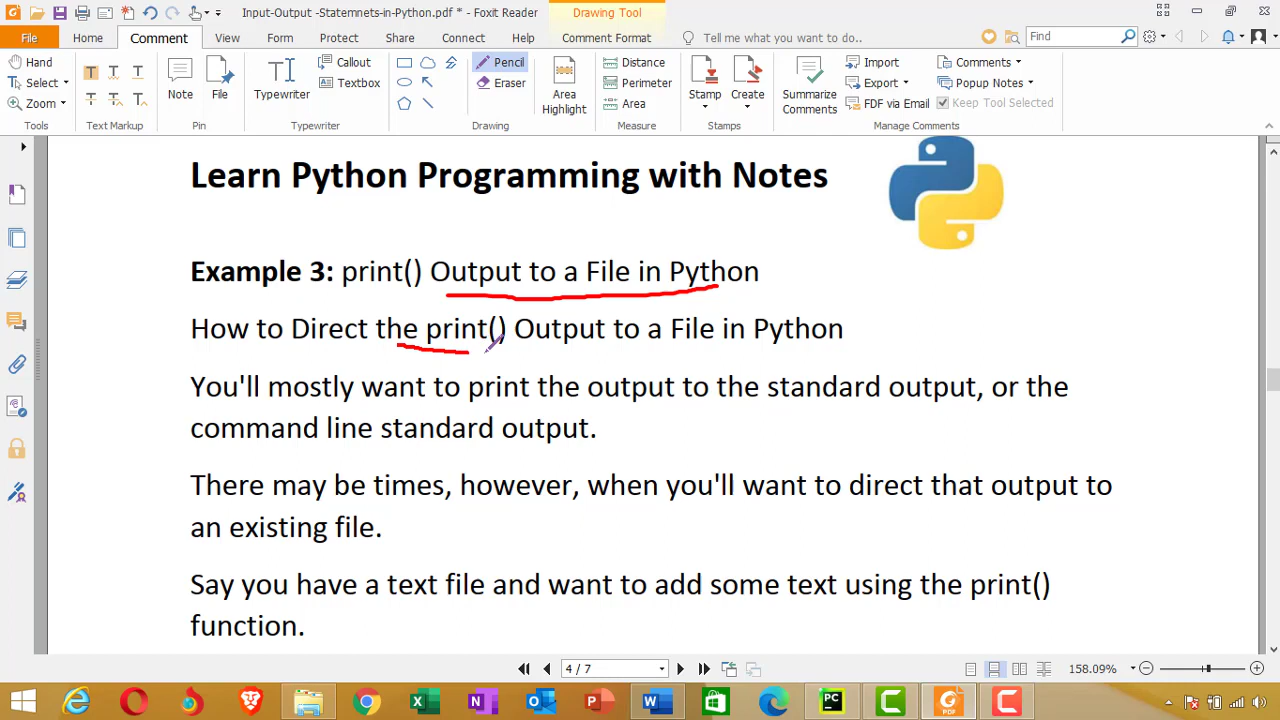 Input-Output -Statemnets-in-Python.pdf * - Foxit Reader
Drawing Tool
File Home Comment View Form Protect Share Connect Help Comment Format Tell me what you want to do.. Find
Hand
Select
Zoom
Tools
Text Markup
Note
File
Pin
Typewriter
Callout
Textbox
Typewriter
Pencil
Eraser
Drawing
Area
Highlight
Distance
Perimeter
Area
Measure
Stamp
Create
Stamps
Summarize
Comments
Import
Export
FDF via Email
Comments
Popup Notes
Keep Tool Selected
Manage Comments
Learn Python Programming with Notes
Example 3: print() Output to a File in Python
How to Direct the print() Output to a File in Python
You'll mostly want to print the output to the standard output, or the
command line standard output.
There may be times, however, when you'll want to direct that output to
an existing file.
Say you have a text file and want to add some text using the print()
function.
4 / 7
158.09%